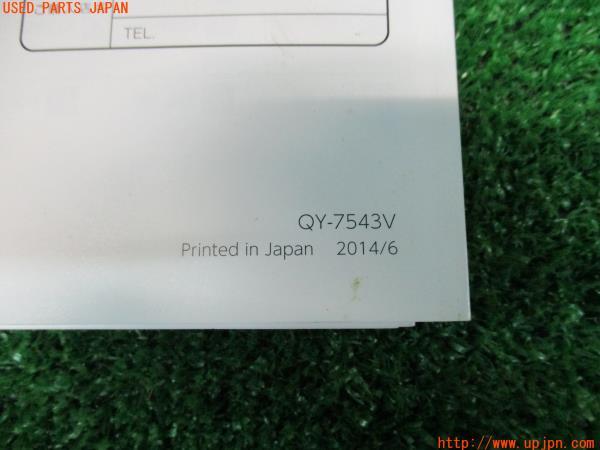 USED PARTS JAPAN
TEL.
QY-7543V
Printed in Japan 2014/6
http://www.upjpn.com/